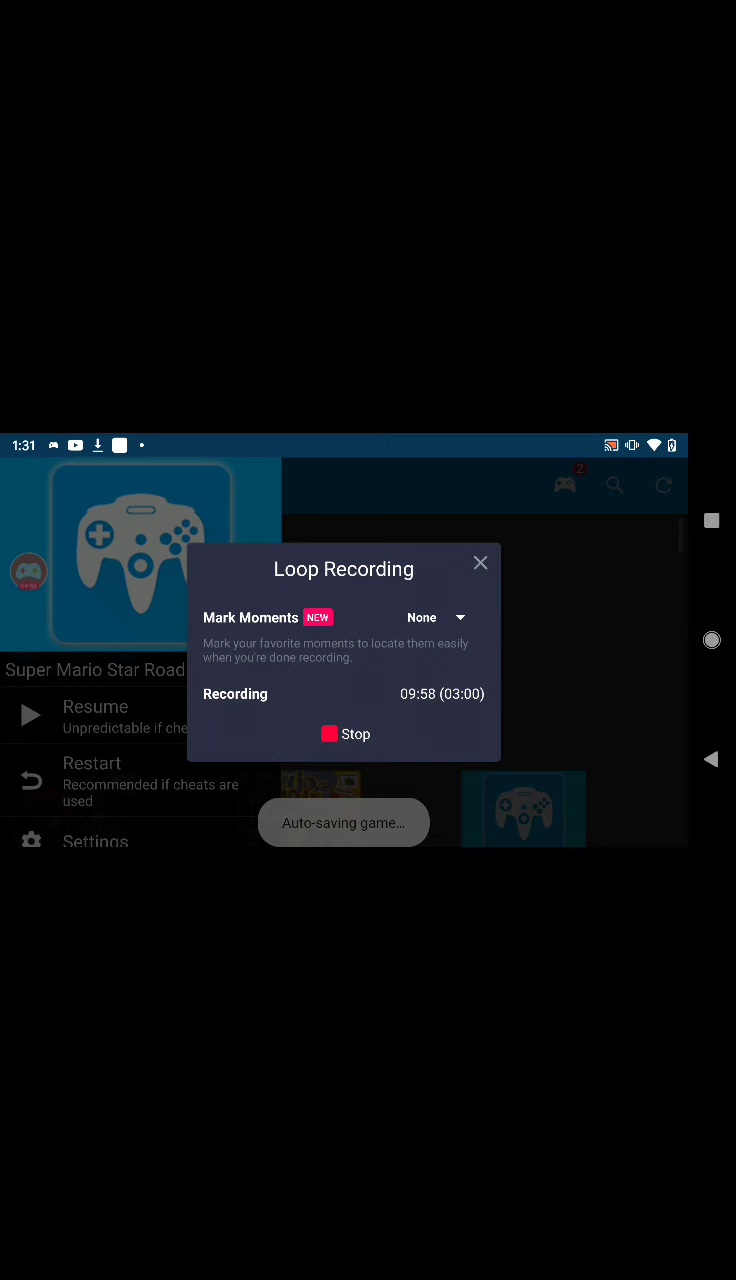 1:31
2
Loop Recording
Mark Moments NEW None
Mark your favorite moments to locate them easily
when you're done recording.
Super Mario Star Road
Recording 09:58 (03:00)
Resume
Unpredictable if che
Stop
Restart
Recommended if cheats are
used
Auto-saving game...
Settings